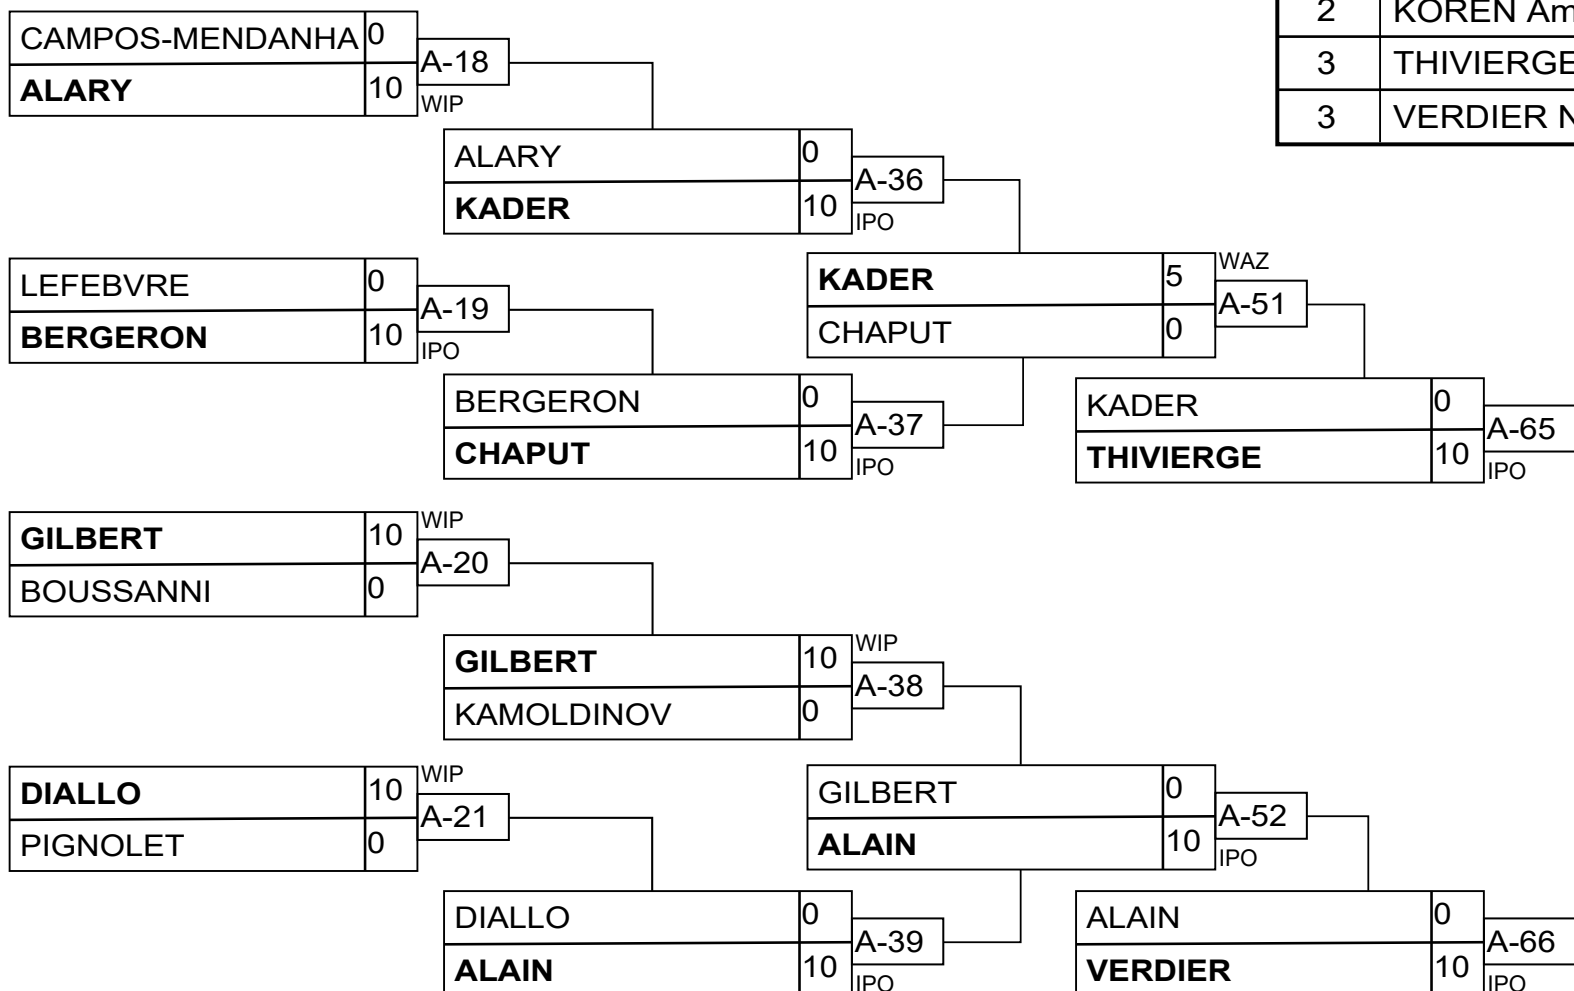 2 KOREN Am
3 THIVIERGE
3 VERDIER N
CAMPOS-MENDANHA 0
ALARY 10
A-18
WIP
ALARY 0
KADER 10
A-36
IPO
LEFEBVRE 0
BERGERON 10
A-19
IPO
KADER 5
CHAPUT 0
WAZ
A-51
BERGERON 0
CHAPUT 10
A-37
IPO
KADER 0
THIVIERGE 10
A-65
IPO
GILBERT 10
BOUSSANNI 0
WIP
A-20
GILBERT 10
KAMOLDINOV 0
WIP
A-38
DIALLO 10
PIGNOLET 0
WIP
A-21
GILBERT 0
ALAIN 10
A-52
IPO
DIALLO 0
ALAIN 10
A-39
IPO
ALAIN 0
VERDIER 10
A-66
IPO